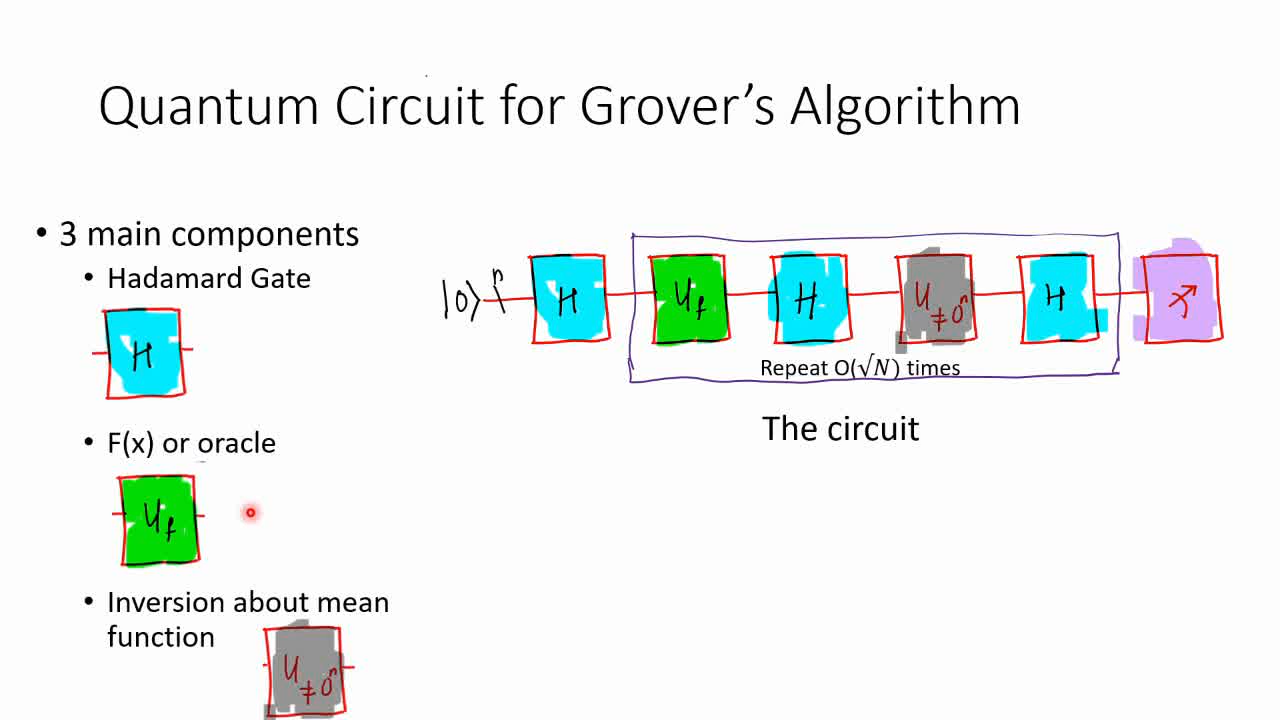 Quantum Circuit for Grover’s Algorithm
• 3 main components
• Hadamard Gate
H
• F(x) or oracle
U_f
• Inversion about mean
function
U_≠0^n
|0⟩ n H U_f H U_≠0^n H
Repeat O(√N) times
The circuit